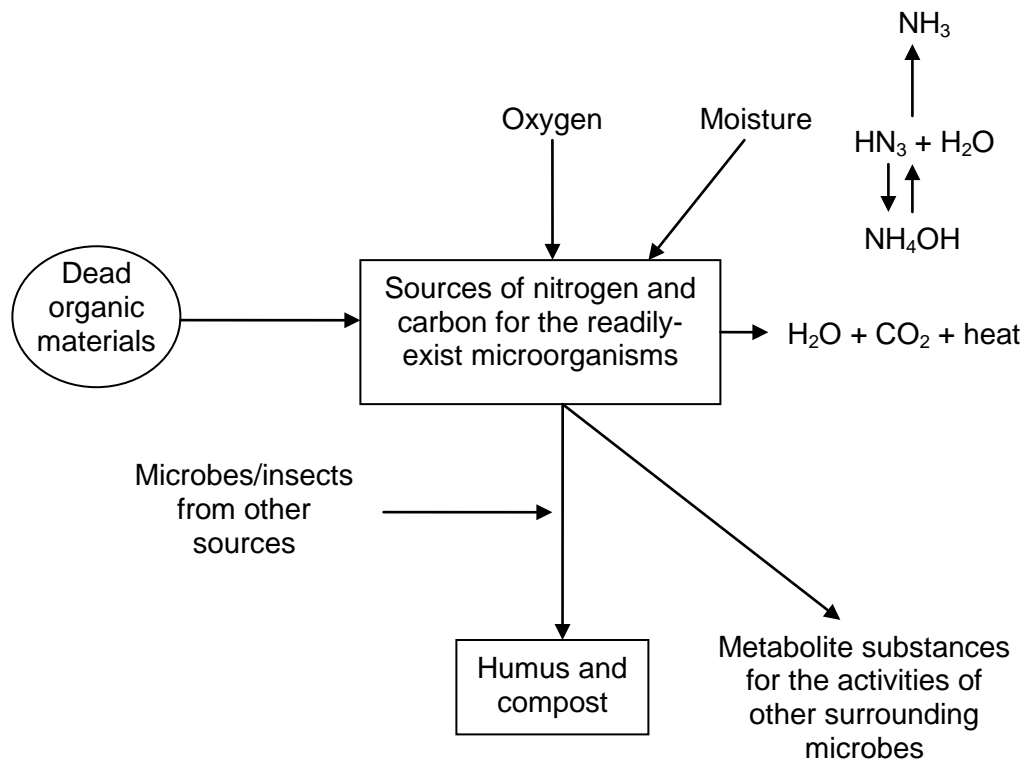 NH₃
Oxygen
Moisture
HN₃ + H₂O
NH₄OH
Dead
organic
materials
Sources of nitrogen and
carbon for the readily-
exist microorganisms
H₂O + CO₂ + heat
Microbes/insects
from other
sources
Humus and
compost
Metabolite substances
for the activities of
other surrounding
microbes